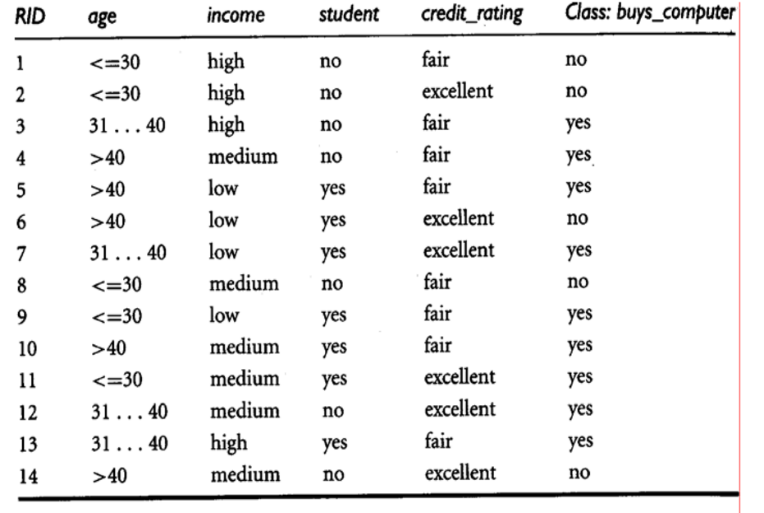 RID age income student credit_rating Class: buys_computer
1 <=30 high no fair no
2 <=30 high no excellent no
3 31...40 high no fair yes
4 >40 medium no fair yes
5 >40 low yes fair yes
6 >40 low yes excellent no
7 31...40 low yes excellent yes
8 <=30 medium no fair no
9 <=30 low yes fair yes
10 >40 medium yes fair yes
11 <=30 medium yes excellent yes
12 31...40 medium no excellent yes
13 31...40 high yes fair yes
14 >40 medium no excellent no